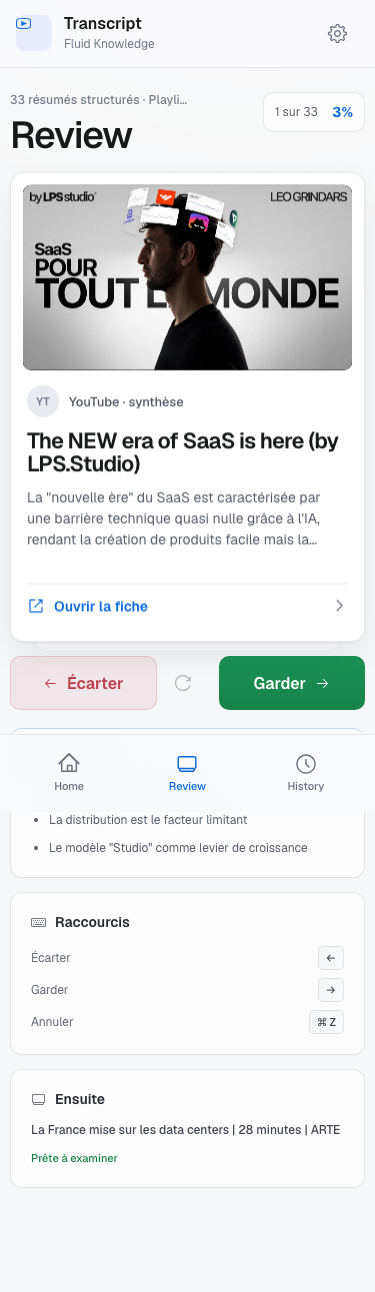 Transcript
Fluid Knowledge
33 résumés structurés · Playli…
Review
1 sur 33 3%
by LPS studio
LEO GRINDARS
SaaS
POUR
TOUT LE MONDE
YT
YouTube · synthèse
The NEW era of SaaS is here (by
LPS.Studio)
La "nouvelle ère" du SaaS est caractérisée par
une barrière technique quasi nulle grâce à l'IA,
rendant la création de produits facile mais la…
Ouvrir la fiche
← Écarter
Garder →
Home
Review
History
La distribution est le facteur limitant
Le modèle "Studio" comme levier de croissance
Raccourcis
Écarter ←
Garder →
Annuler ⌘ Z
Ensuite
La France mise sur les data centers | 28 minutes | ARTE
Prête à examiner